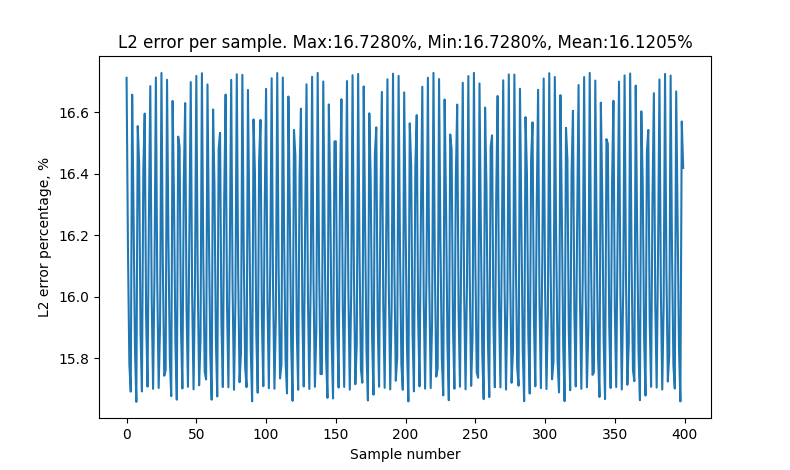 L2 error per sample. Max:16.7280%, Min:16.7280%, Mean:16.1205%
L2 error percentage, %
16.6
16.4
16.2
16.0
15.8
0 50 100 150 200 250 300 350 400
Sample number